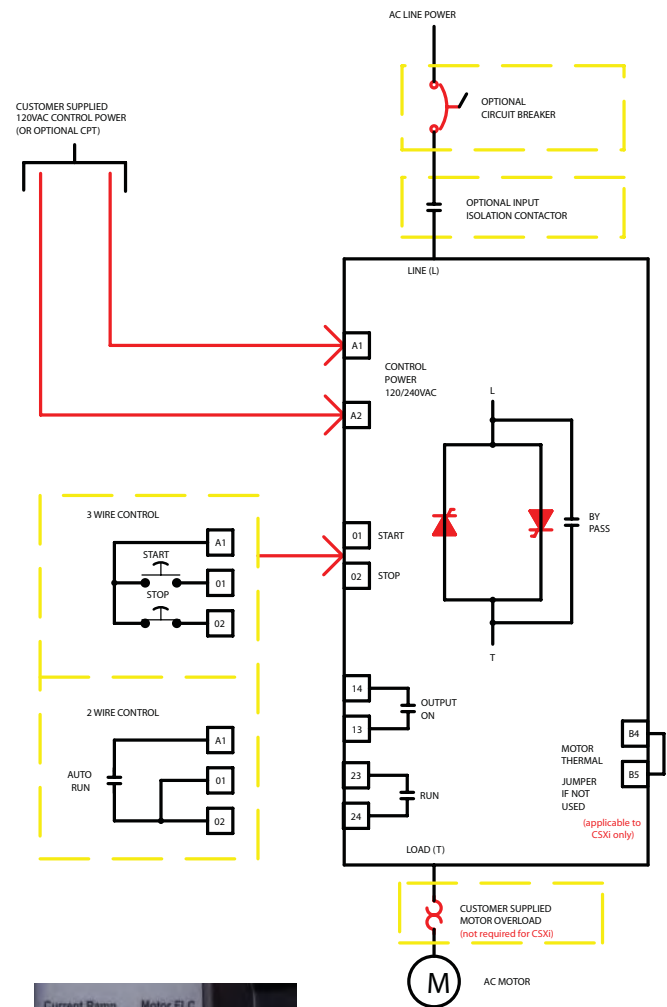 AC LINE POWER
OPTIONAL
CIRCUIT BREAKER
CUSTOMER SUPPLIED
120VAC CONTROL POWER
(OR OPTIONAL CPT)
OPTIONAL INPUT
ISOLATION CONTACTOR
LINE (L)
A1
CONTROL
POWER
120/240VAC
A2
L
BY
PASS
T
01
START
02
STOP
3 WIRE CONTROL
A1
START
01
STOP
02
2 WIRE CONTROL
A1
AUTO
RUN
01
02
14
13
OUTPUT
ON
23
24
RUN
B4
B5
MOTOR
THERMAL
JUMPER
IF NOT
USED
(applicable to
CSXi only)
LOAD (T)
CUSTOMER SUPPLIED
MOTOR OVERLOAD
(not required for CSXi)
M
AC MOTOR
Current Ramp
Motor FLC